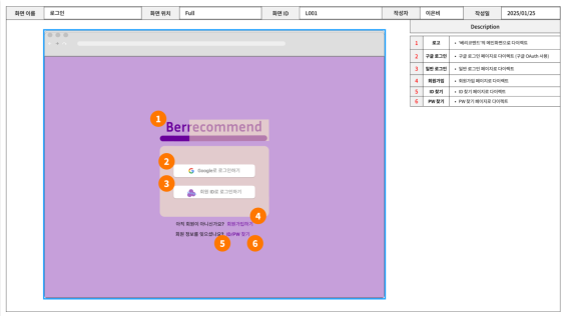 화면 이름 로그인 화면 위치 Full 화면 ID L001 작성자 이은비 작성일 2025/01/25
Description
1 로고 • '베리코멘드'의 메인화면으로 다이렉트
2 구글 로그인 • 구글 로그인 페이지로 다이렉트 (구글 OAuth 사용)
3 일반 로그인 • 일반 로그인 페이지로 다이렉트
4 회원가입 • 회원가입 페이지로 다이렉트
5 ID 찾기 • ID 찾기 페이지로 다이렉트
6 PW 찾기 • PW 찾기 페이지로 다이렉트
1
Berrecommend
2
Google로 로그인하기
3
회원 ID로 로그인하기
4
아직 회원이 아니신가요? 회원가입하기
회원 정보를 잊으셨나요? ID/PW 찾기
5 6